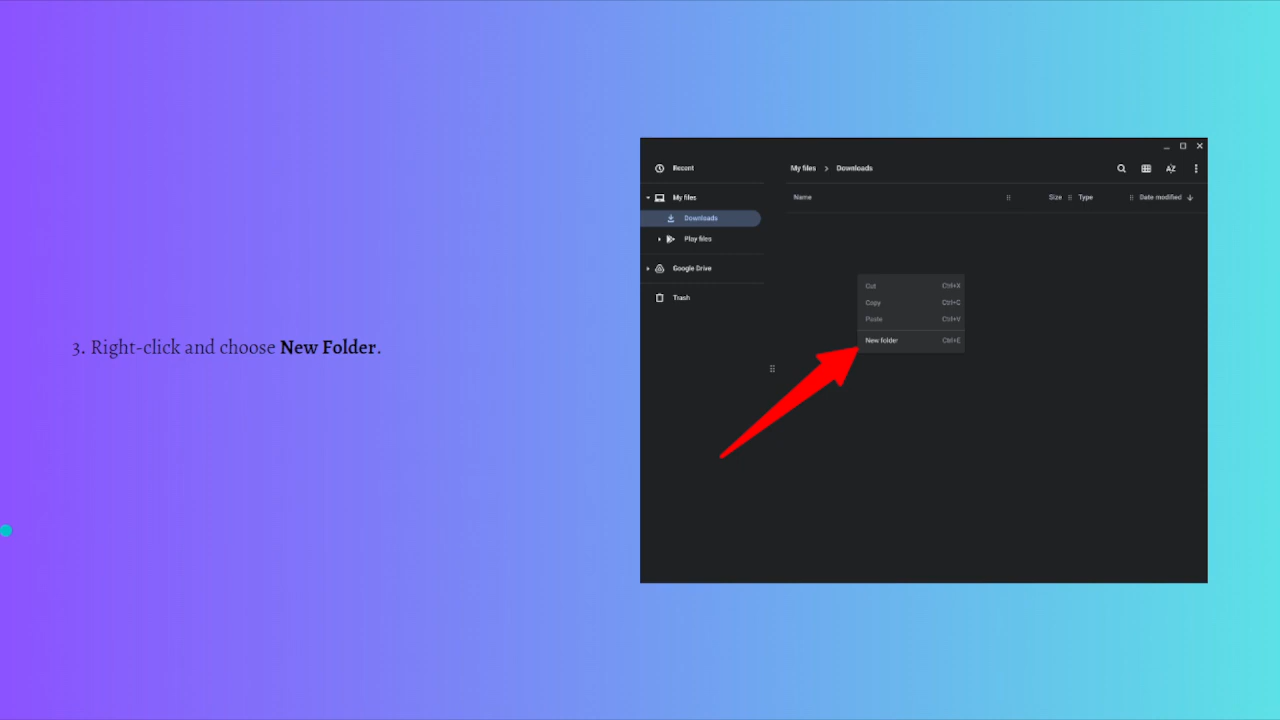 3. Right-click and choose New Folder.
Recent
My files
Downloads
Play files
Google Drive
Trash
My files > Downloads
AZ
Name Size Type Date modified
Cut Ctrl+X
Copy Ctrl+C
Paste Ctrl+V
New folder Ctrl+E